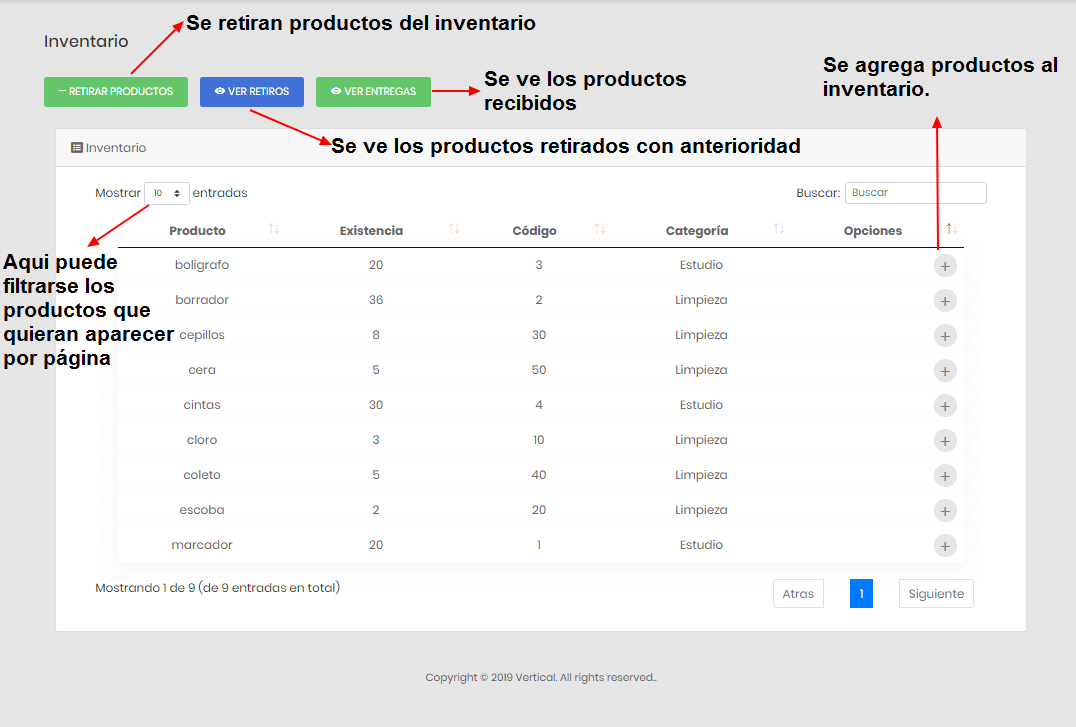 Se retiran productos del inventario
Inventario
Se agrega productos al
inventario.
− RETIRAR PRODUCTOS
VER RETIROS
VER ENTREGAS
Se ve los productos
recibidos
Se ve los productos retirados con anterioridad
Inventario
Mostrar 10 entradas
Buscar: Buscar
Producto Existencia Código Categoría Opciones
Aqui puede
filtrarse los
productos que
quieran aparecer
por página
boligrafo 20 3 Estudio +
borrador 36 2 Limpieza +
cepillos 8 30 Limpieza +
cera 5 50 Limpieza +
cintas 30 4 Estudio +
cloro 3 10 Limpieza +
coleto 5 40 Limpieza +
escoba 2 20 Limpieza +
marcador 20 1 Estudio +
Mostrando 1 de 9 (de 9 entradas en total)
Atras 1 Siguiente
Copyright © 2019 Vertical. All rights reserved..